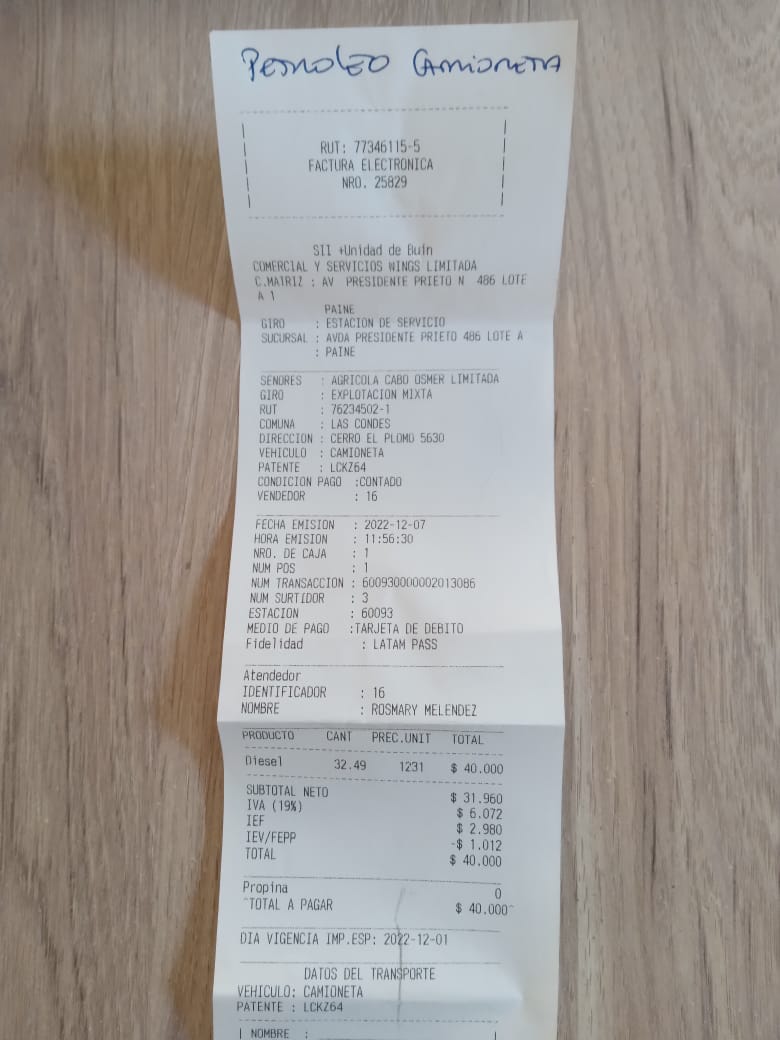 PETROLEO CAMIONETA
RUT: 77346115-5
FACTURA ELECTRONICA
NRO. 25829
SII +Unidad de Buin
COMERCIAL Y SERVICIOS WINGS LIMITADA
C.MATRIZ : AV PRESIDENTE PRIETO N 486 LOTE
A 1
PAINE
GIRO : ESTACION DE SERVICIO
SUCURSAL : AVDA PRESIDENTE PRIETO 486 LOTE A
: PAINE
SENORES : AGRICOLA CABO OSMER LIMITADA
GIRO : EXPLOTACION MIXTA
RUT : 76234502-1
COMUNA : LAS CONDES
DIRECCION : CERRO EL PLOMO 5630
VEHICULO : CAMIONETA
PATENTE : LCKZ64
CONDICION PAGO :CONTADO
VENDEDOR : 16
FECHA EMISION : 2022-12-07
HORA EMISION : 11:56:30
NRO. DE CAJA : 1
NUM POS : 1
NUM TRANSACCION : 600930000002013086
NUM SURTIDOR : 3
ESTACION : 60093
MEDIO DE PAGO :TARJETA DE DEBITO
Fidelidad : LATAM PASS
Atendedor
IDENTIFICADOR : 16
NOMBRE : ROSMARY MELENDEZ
PRODUCTO CANT PREC.UNIT TOTAL
Diesel 32.49 1231 $ 40.000
SUBTOTAL NETO $ 31.960
IVA (19%) $ 6.072
IEF $ 2.980
IEV/FEPP -$ 1.012
TOTAL $ 40.000
Propina 0
^TOTAL A PAGAR $ 40.000^
DIA VIGENCIA IMP.ESP: 2022-12-01
DATOS DEL TRANSPORTE
VEHICULO: CAMIONETA
PATENTE : LCKZ64
| NOMBRE : |